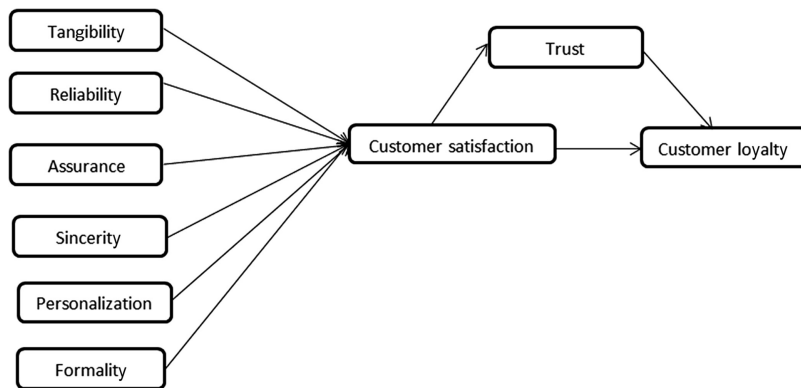 Tangibility
Reliability
Assurance
Sincerity
Personalization
Formality
Customer satisfaction
Trust
Customer loyalty